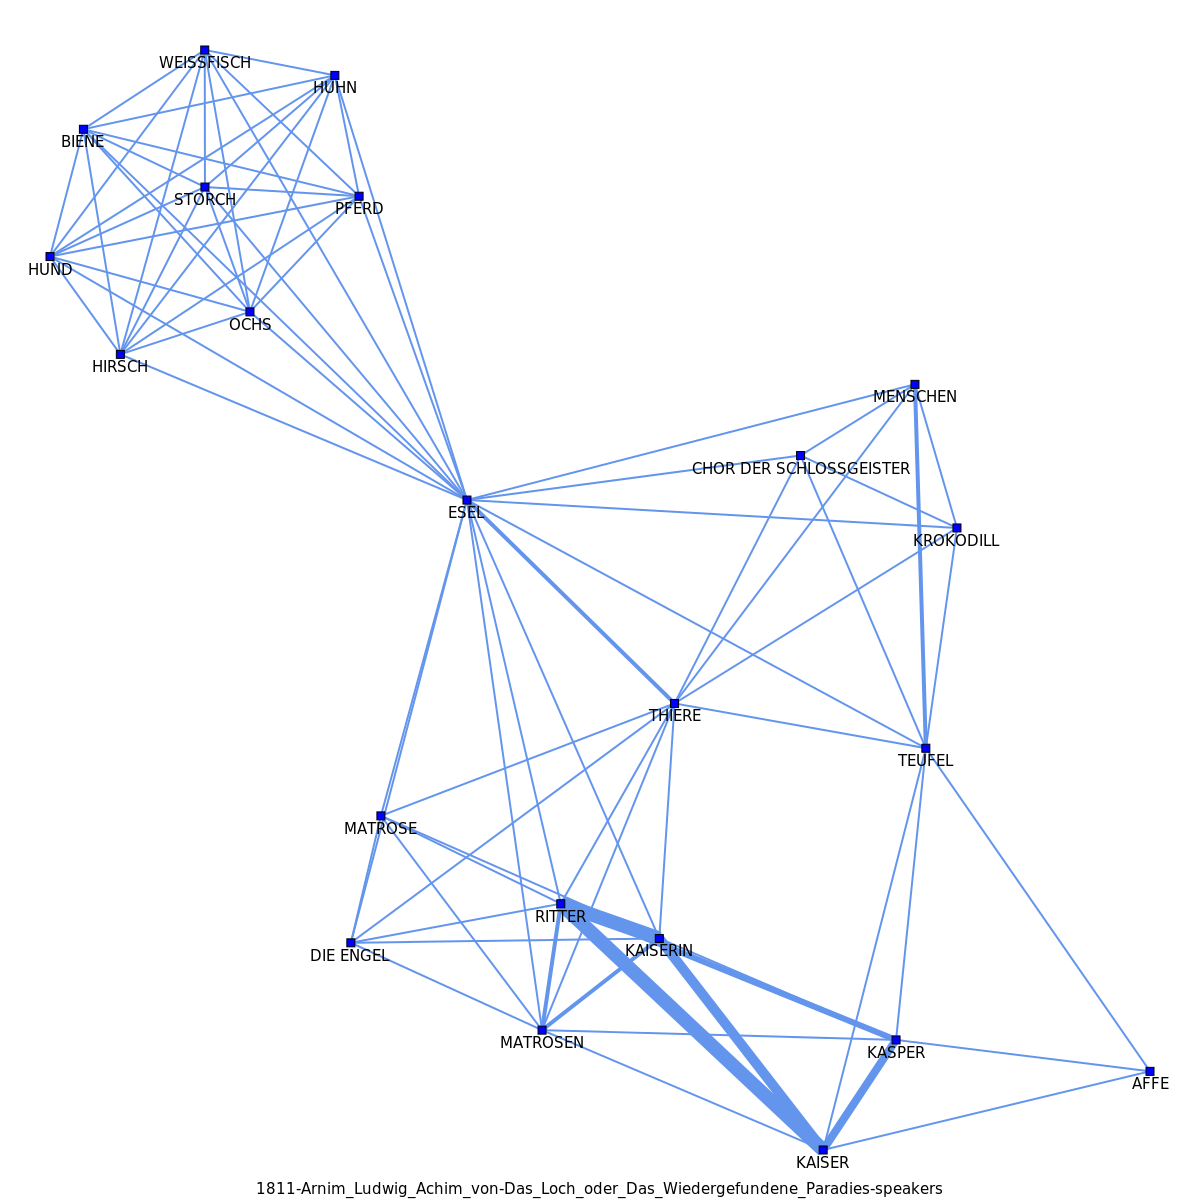 WEISSFISCH
HUHN
BIENE
STORCH
PFERD
HUND
OCHS
HIRSCH
MENSCHEN
CHOR DER SCHLOSSGEISTER
ESEL
KROKODILL
THIERE
TEUFEL
MATROSE
RITTER
KAISERIN
DIE ENGEL
MATROSEN
KASPER
AFFE
KAISER
1811-Arnim_Ludwig_Achim_von-Das_Loch_oder_Das_Wiedergefundene_Paradies-speakers